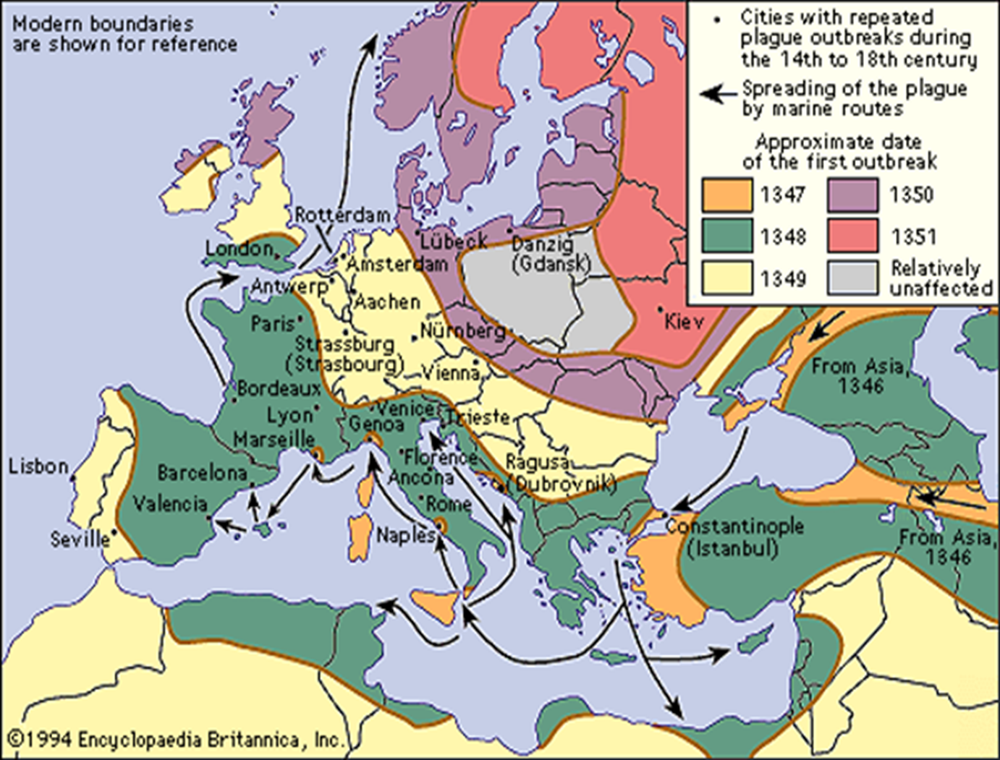 Modern boundaries
are shown for reference
Cities with repeated
plague outbreaks during
the 14th to 18th century
Spreading of the plague
by marine routes
Approximate date
of the first outbreak
1347
1350
1348
1351
1349
Relatively
unaffected
Rotterdam
London
Lübeck
Danzig
(Gdansk)
Amsterdam
Antwerp
Aachen
Paris
Kiev
Nürnberg
Strassburg
(Strasbourg)
Vienna
From Asia,
1346
Bordeaux
Lyon
Venice
Trieste
Genoa
Marseille
Lisbon
Barcelona
Florence
Ragusa
(Dubrovnik)
Ancona
Valencia
Rome
Seville
Naples
Constantinople
(Istanbul)
From Asia,
1346
©1994 Encyclopaedia Britannica, Inc.